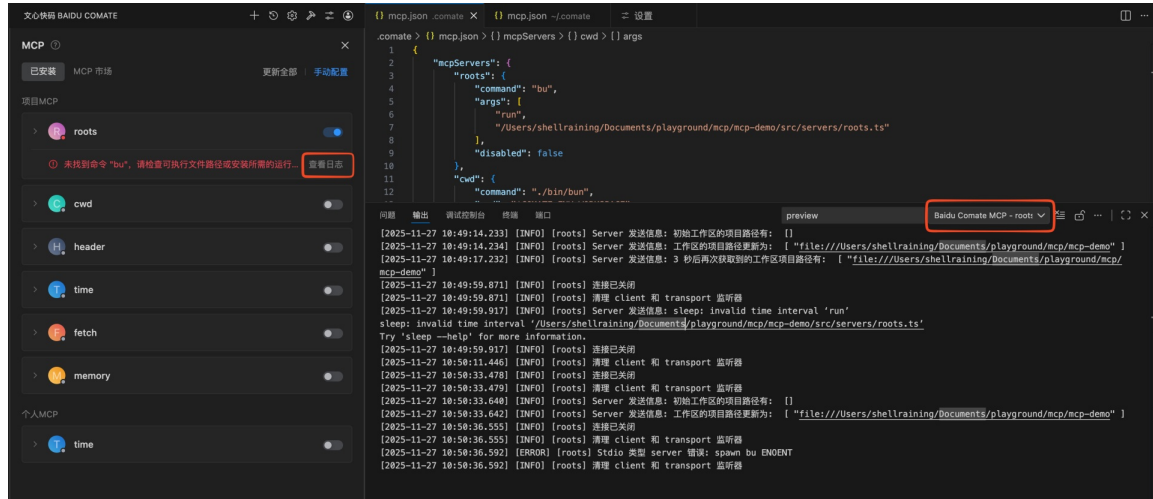 文心快码 BAIDU COMATE
MCP
已安装 MCP 市场 更新全部 手动配置
项目MCP
R roots
未找到命令 "bu"，请检查可执行文件路径或安装所需的运行... 查看日志
C cwd
H header
T time
F fetch
M memory
个人MCP
T time
{} mcp.json .comate × {} mcp.json ~/.comate 设置
.comate > {} mcp.json > {} mcpServers > {} cwd > [ ] args
1 {
2 "mcpServers": {
3 "roots": {
4 "command": "bu",
5 "args": [
6 "run",
7 "/Users/shellraining/Documents/playground/mcp/mcp-demo/src/servers/roots.ts"
8 ],
9 "disabled": false
10 },
11 "cwd": {
12 "command": "./bin/bun",
问题 输出 调试控制台 终端 端口 preview Baidu Comate MCP - roots
[2025-11-27 10:49:14.233] [INFO] [roots] Server 发送信息: 初始工作区的项目路径有: []
[2025-11-27 10:49:14.234] [INFO] [roots] Server 发送信息: 工作区的项目路径更新为: [ "file:///Users/shellraining/Documents/playground/mcp/mcp-demo" ]
[2025-11-27 10:49:17.232] [INFO] [roots] Server 发送信息: 3 秒后再次获取到的工作区项目路径有: [ "file:///Users/shellraining/Documents/playground/mcp/
mcp-demo" ]
[2025-11-27 10:49:59.871] [INFO] [roots] 连接已关闭
[2025-11-27 10:49:59.871] [INFO] [roots] 清理 client 和 transport 监听器
[2025-11-27 10:49:59.917] [INFO] [roots] Server 发送信息: sleep: invalid time interval ‘run’
sleep: invalid time interval ‘/Users/shellraining/Documents/playground/mcp/mcp-demo/src/servers/roots.ts’
Try 'sleep --help' for more information.
[2025-11-27 10:49:59.917] [INFO] [roots] 连接已关闭
[2025-11-27 10:50:11.446] [INFO] [roots] 清理 client 和 transport 监听器
[2025-11-27 10:50:33.478] [INFO] [roots] 连接已关闭
[2025-11-27 10:50:33.479] [INFO] [roots] 清理 client 和 transport 监听器
[2025-11-27 10:50:33.640] [INFO] [roots] Server 发送信息: 初始工作区的项目路径有: []
[2025-11-27 10:50:33.642] [INFO] [roots] Server 发送信息: 工作区的项目路径更新为: [ "file:///Users/shellraining/Documents/playground/mcp/mcp-demo" ]
[2025-11-27 10:50:36.555] [INFO] [roots] 连接已关闭
[2025-11-27 10:50:36.555] [INFO] [roots] 清理 client 和 transport 监听器
[2025-11-27 10:50:36.592] [ERROR] [roots] Stdio 类型 server 错误: spawn bu ENOENT
[2025-11-27 10:50:36.592] [INFO] [roots] 清理 client 和 transport 监听器